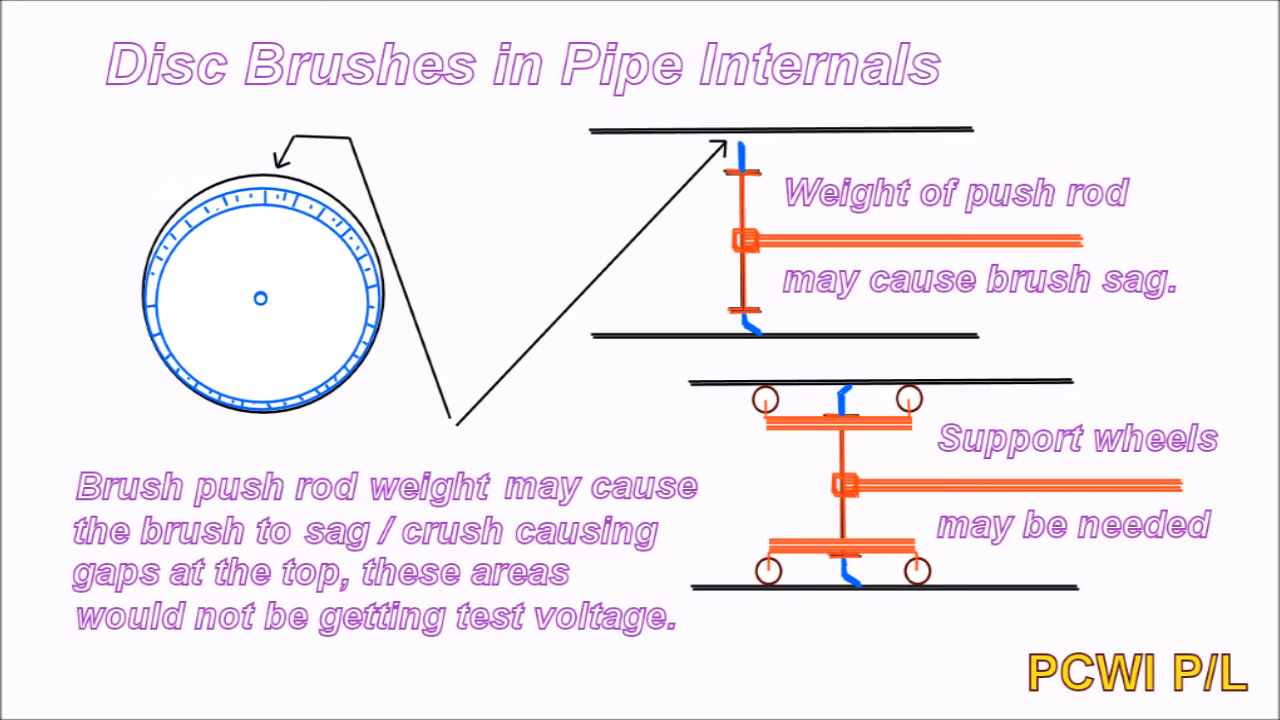 Disc Brushes in Pipe Internals
Weight of push rod
may cause brush sag.
Support wheels
may be needed
Brush push rod weight may cause
the brush to sag / crush causing
gaps at the top, these areas
would not be getting test voltage.
PCWI P/L